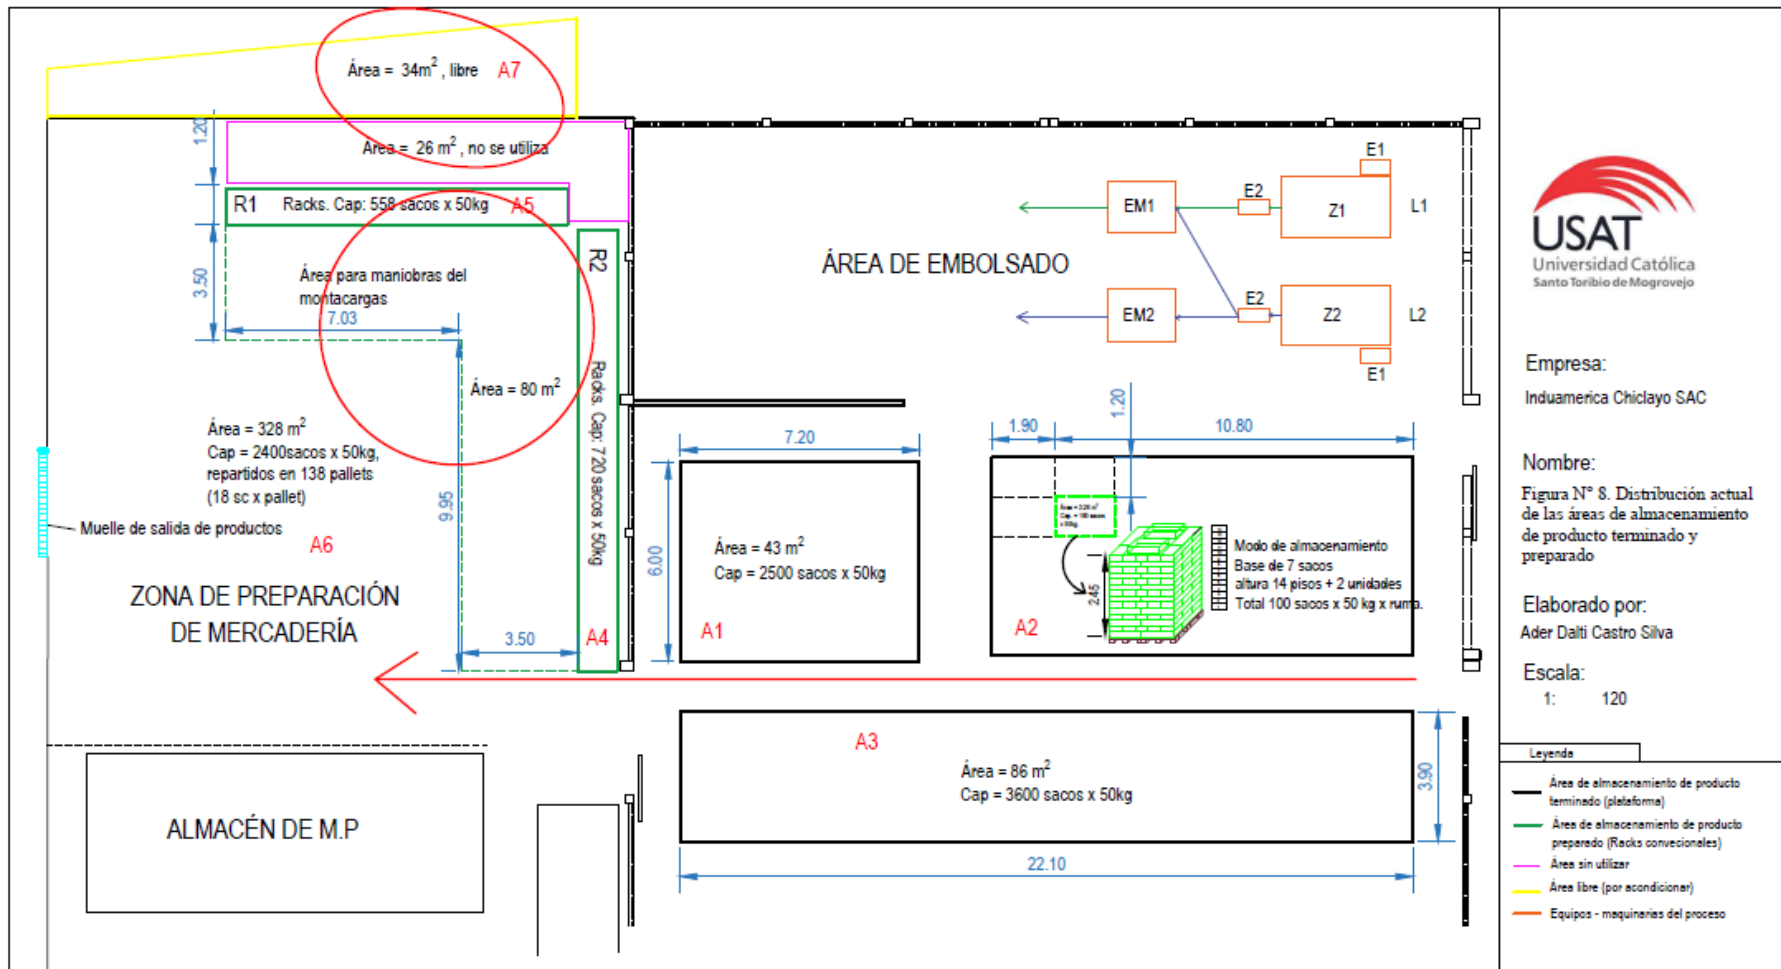 Área = 34m², libre
A7
1.20
Área = 26 m², no se utiliza
R1
Racks. Cap: 558 sacos x 50kg
A5
3.50
Área para maniobras del
montacargas
7.03
R2
Racks. Cap: 720 sacos x 50kg
Área = 80 m²
Área = 328 m²
Cap = 2400sacos x 50kg,
repartidos en 138 pallets
(18 sc x pallet)
9.95
Muelle de salida de productos
A6
ZONA DE PREPARACIÓN
DE MERCADERÍA
3.50
A4
ALMACÉN DE M.P
ÁREA DE EMBOLSADO
E1
EM1
E2
Z1
L1
EM2
E2
Z2
L2
E1
7.20
6.00
Área = 43 m²
Cap = 2500 sacos x 50kg
A1
1.20
1.90
10.80
2.45
Modo de almacenamiento
Base de 7 sacos
altura 14 pisos + 2 unidades
Total 100 sacos x 50 kg x ruma.
A2
A3
Área = 86 m²
Cap = 3600 sacos x 50kg
3.90
22.10
USAT
Universidad Católica
Santo Toribio de Mogrovejo
Empresa:
Induamerica Chiclayo SAC
Nombre:
Figura N° 8. Distribución actual
de las áreas de almacenamiento
de producto terminado y
preparado
Elaborado por:
Ader Dalti Castro Silva
Escala:
1: 120
Leyenda
Área de almacenamiento de producto
terminado (plataforma)
Área de almacenamiento de producto
preparado (Racks convecionales)
Área sin utilizar
Área libre (por acondicionar)
Equipos - maquinarias del proceso